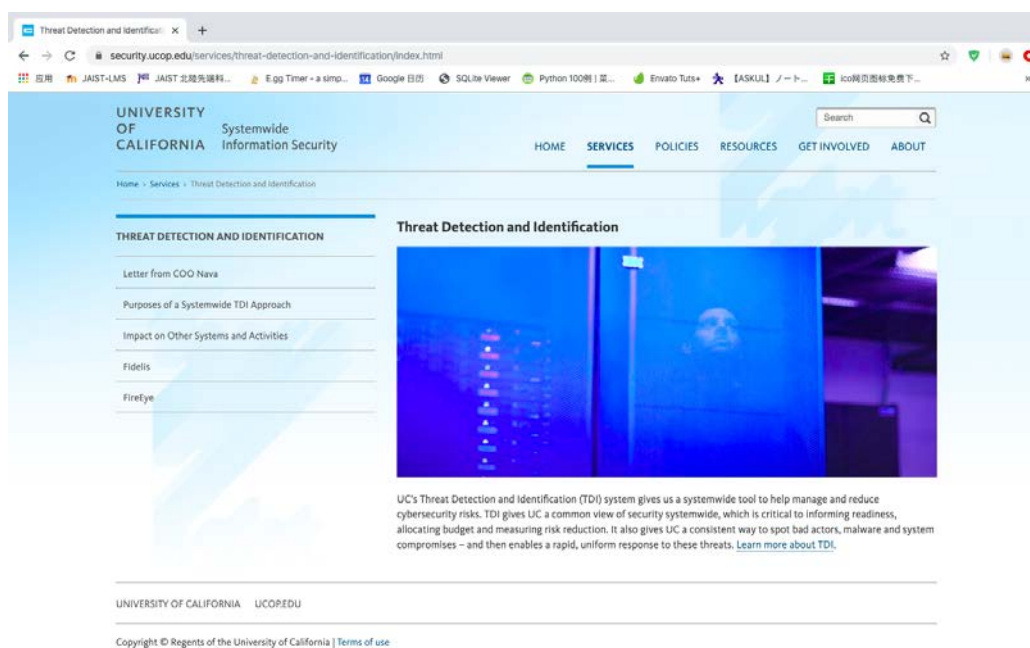 Threat Detection and Identificat
security.ucop.edu/services/threat-detection-and-identification/index.html
应用 JAIST-LMS JAIST 北陸先端科... E.gg Timer - a simp... Google 日历 SQLite Viewer Python 100例 | 菜... Envato Tuts+ 【ASKUL】ノート... ico网页图标免费下...
UNIVERSITY
OF Systemwide
CALIFORNIA Information Security
Search
HOME SERVICES POLICIES RESOURCES GET INVOLVED ABOUT
Home › Services › Threat Detection and Identification
THREAT DETECTION AND IDENTIFICATION
Letter from COO Nava
Purposes of a Systemwide TDI Approach
Impact on Other Systems and Activities
Fidelis
FireEye
Threat Detection and Identification
UC's Threat Detection and Identification (TDI) system gives us a systemwide tool to help manage and reduce
cybersecurity risks. TDI gives UC a common view of security systemwide, which is critical to informing readiness,
allocating budget and measuring risk reduction. It also gives UC a consistent way to spot bad actors, malware and system
compromises – and then enables a rapid, uniform response to these threats. Learn more about TDI.
UNIVERSITY OF CALIFORNIA UCOP.EDU
Copyright © Regents of the University of California | Terms of use